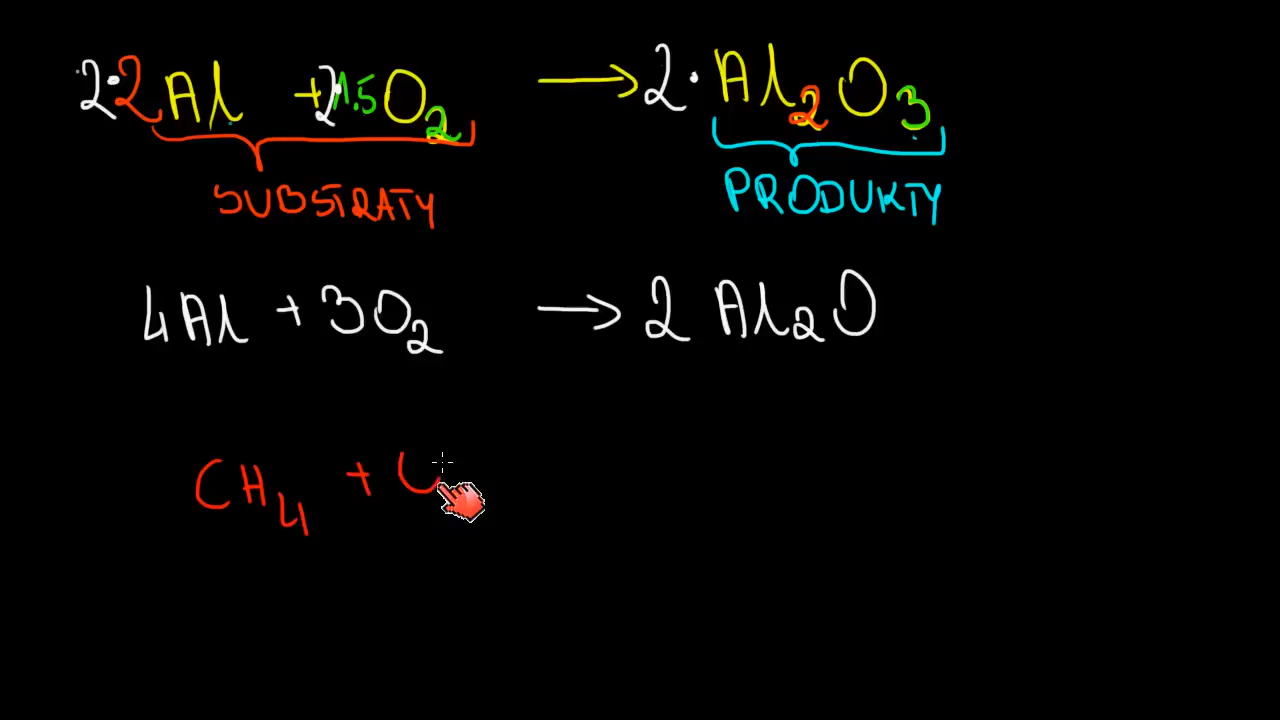 2·2Al + 2·1.5O₂ → 2·Al₂O₃
SUBSTRATY PRODUKTY
4Al + 3O₂ → 2 Al₂O
CH₄ +